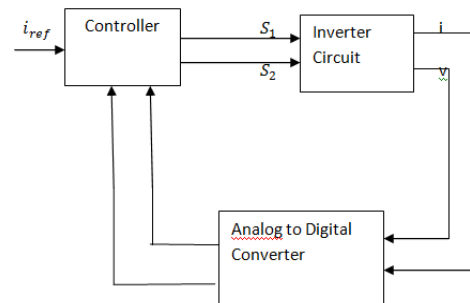 Controller
i_ref
S_1
S_2
Inverter
Circuit
i
v
Analog to Digital
Converter